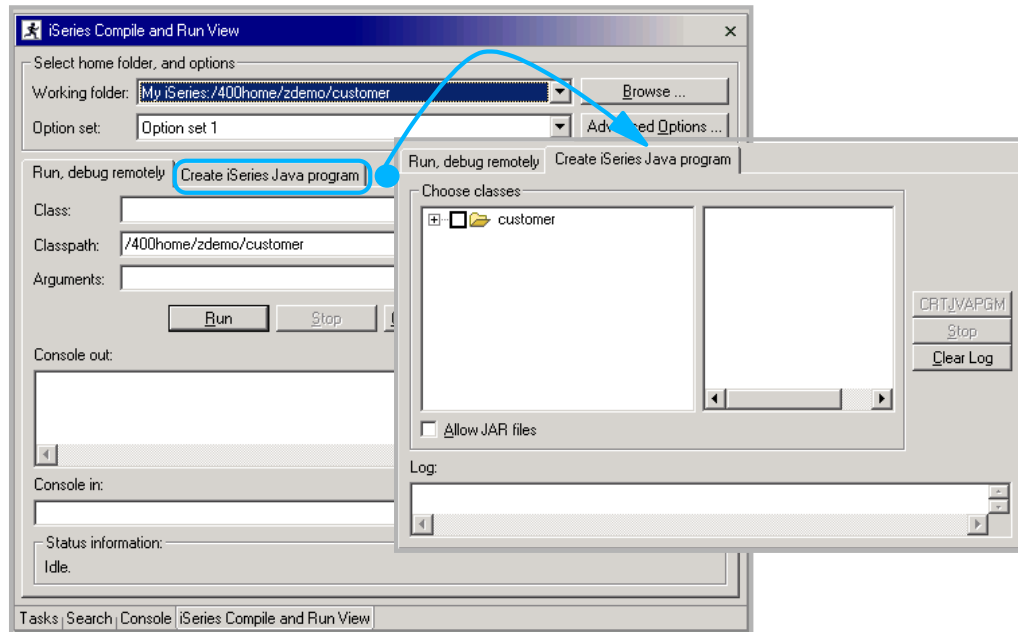 iSeries Compile and Run View
Select home folder, and options
Working folder: My iSeries:/400home/zdemo/customer Browse ...
Option set: Option set 1 Advanced Options ...
Run, debug remotely Create iSeries Java program
Class:
Classpath: /400home/zdemo/customer
Arguments:
Run Stop
Console out:
Console in:
Status information:
Idle.
Tasks Search Console iSeries Compile and Run View
Run, debug remotely Create iSeries Java program
Choose classes
customer
CRTJVAPGM
Stop
Clear Log
Allow JAR files
Log: